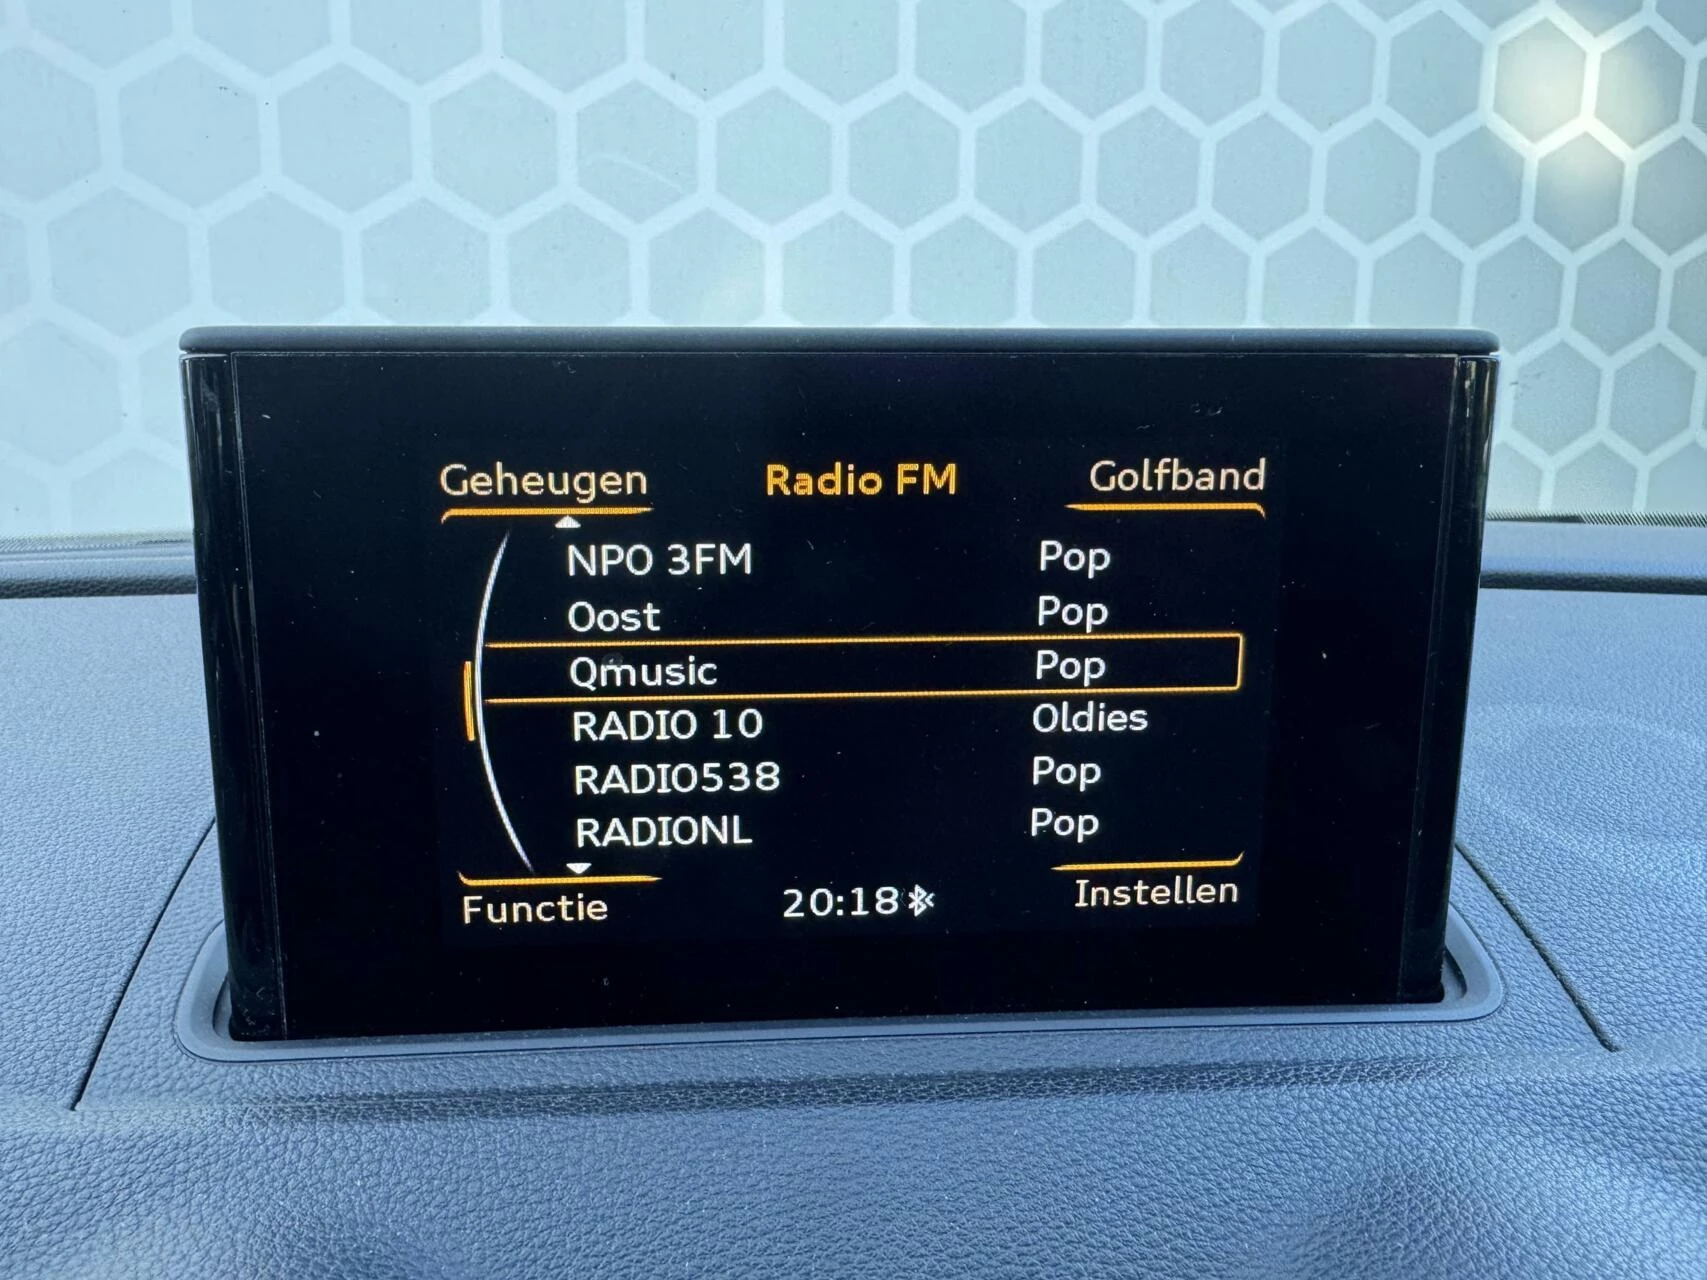 Geheugen Radio FM Golfband
NPO 3FM Pop
Oost Pop
Qmusic Pop
RADIO 10 Oldies
RADIO538 Pop
RADIONL Pop
Functie 20:18 Instellen